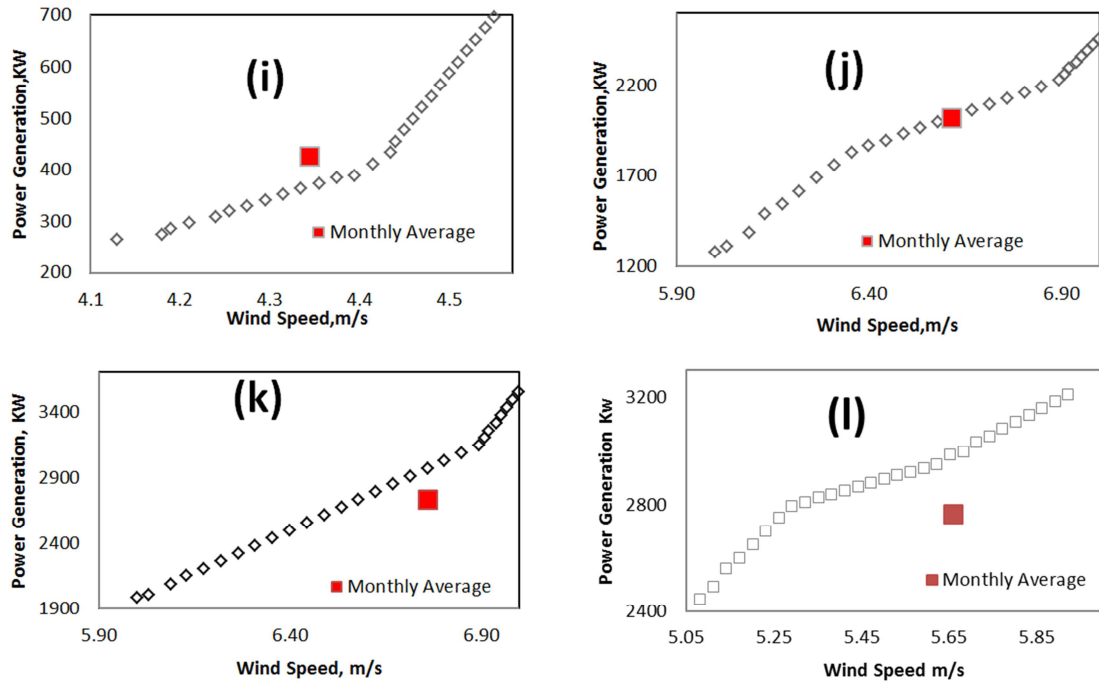 700
600
500
400
300
200
Power Generation,KW
(i)
Monthly Average
4.1 4.2 4.3 4.4 4.5
Wind Speed,m/s
2200
1700
1200
Power Generation,KW
(j)
Monthly Average
5.90 6.40 6.90
Wind Speed,m/s
3400
2900
2400
1900
Power Generation, KW
(k)
Monthly Average
5.90 6.40 6.90
Wind Speed, m/s
3200
2800
2400
Power Generation Kw
(l)
Monthly Average
5.05 5.25 5.45 5.65 5.85
Wind Speed m/s